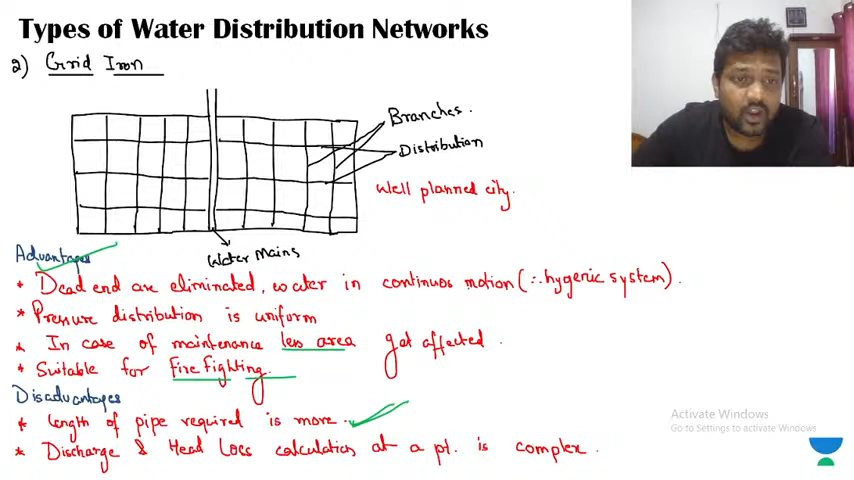 Types of Water Distribution Networks
2) Grid Iron
Branches.
Distribution
Well planned city.
Water Mains
Advantages
* Dead end are eliminated, water in continuos motion (∴ hygenic system).
* Pressure distribution is uniform
* In case of maintenance less area get affected.
* Suitable for Fire fighting.
Disadvantages
* Length of pipe required is more.
* Discharge & Head Loss calculation at a pt. is complex.
Activate Windows
Go to Settings to activate Windows